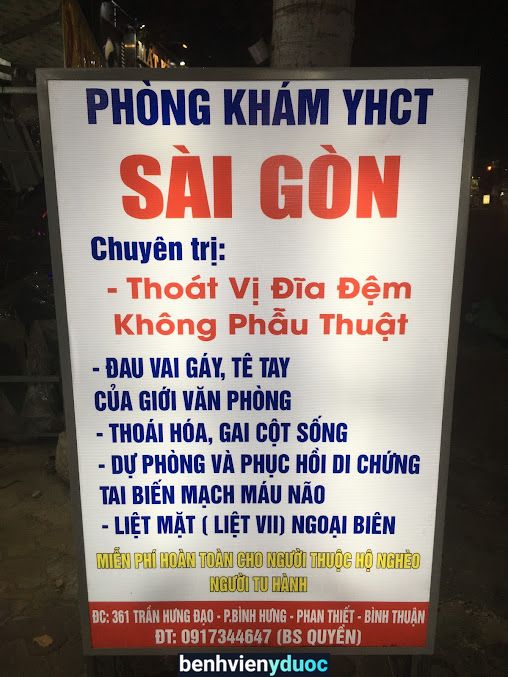 PHÒNG KHÁM YHCT
SÀI GÒN
Chuyên trị:
- Thoát Vị Đĩa Đệm
Không Phẫu Thuật
- ĐAU VAI GÁY, TÊ TAY
CỦA GIỚI VĂN PHÒNG
- THOÁI HÓA, GAI CỘT SỐNG
- DỰ PHÒNG VÀ PHỤC HỒI DI CHỨNG
TAI BIẾN MẠCH MÁU NÃO
- LIỆT MẶT ( LIỆT VII) NGOẠI BIÊN
MIỄN PHÍ HOÀN TOÀN CHO NGƯỜI THUỘC HỘ NGHÈO
NGƯỜI TU HÀNH
ĐC: 361 TRẦN HƯNG ĐẠO - P.BÌNH HƯNG - PHAN THIẾT - BÌNH THUẬN
ĐT: 0917344647 (BS QUYỀN)
benhvienyduoc